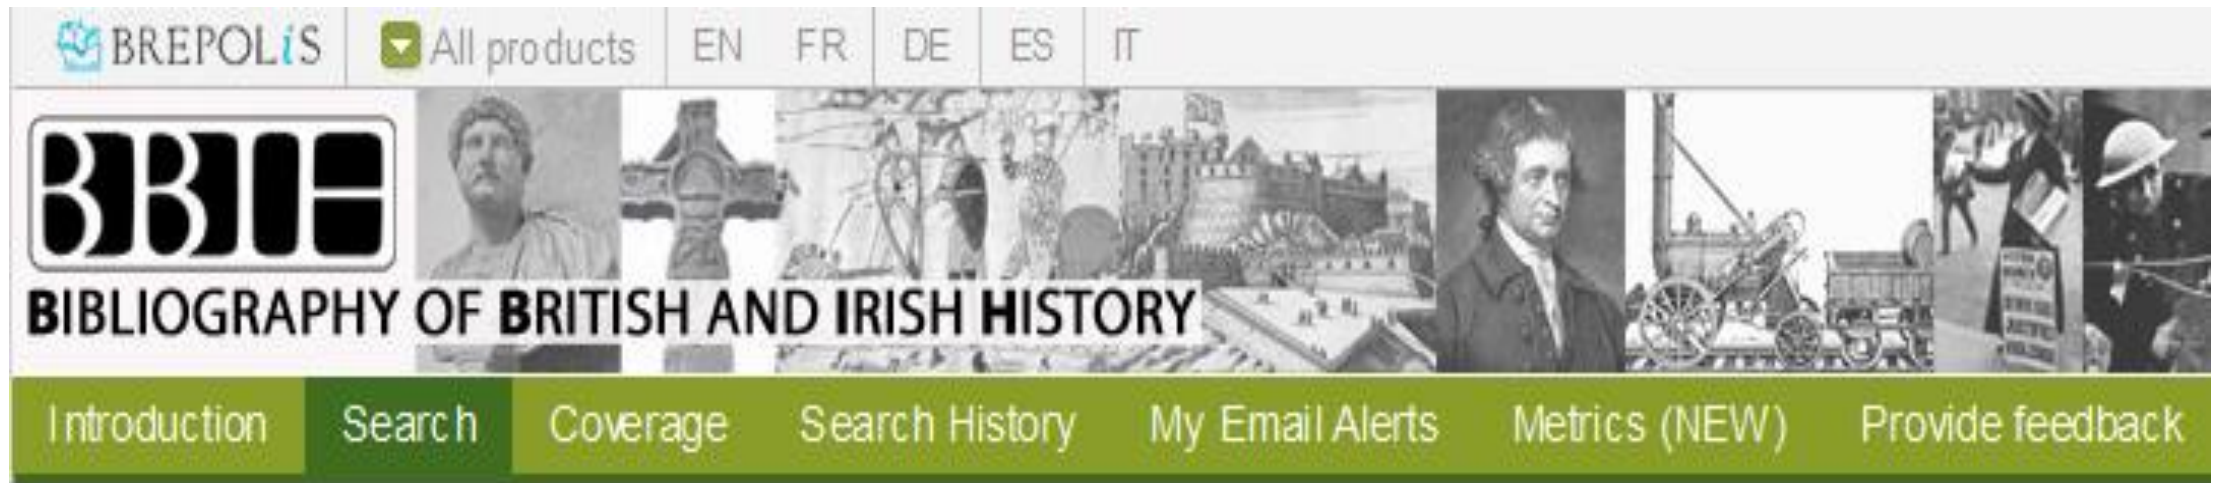 BREPOLiS All products EN FR DE ES IT
BBIH
BIBLIOGRAPHY OF BRITISH AND IRISH HISTORY
Introduction Search Coverage Search History My Email Alerts Metrics (NEW) Provide feedback